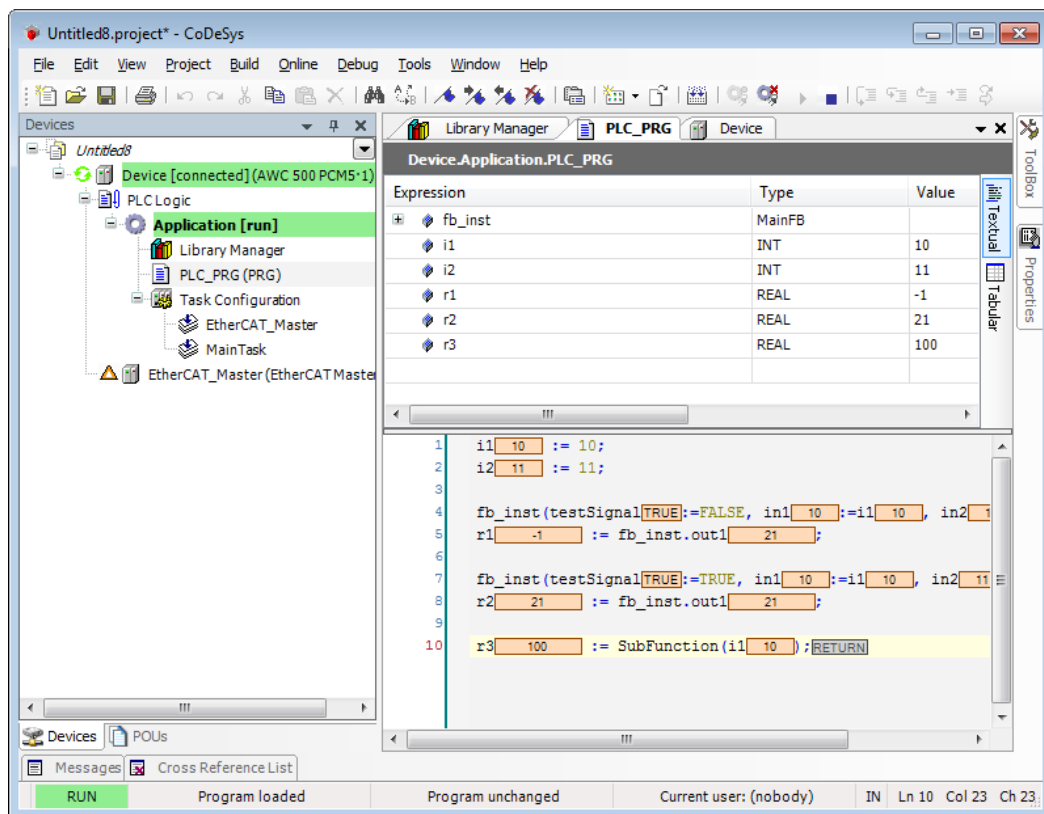 Untitled8.project* - CoDeSys
File Edit View Project Build Online Debug Tools Window Help
Devices
Untitled8
Device [connected] (AWC 500 PCM5·1)
PLC Logic
Application [run]
Library Manager
PLC_PRG (PRG)
Task Configuration
EtherCAT_Master
MainTask
EtherCAT_Master (EtherCAT Master
Devices POUs
Library Manager PLC_PRG Device
Device.Application.PLC_PRG
Expression Type Value
fb_inst MainFB
i1 INT 10
i2 INT 11
r1 REAL -1
r2 REAL 21
r3 REAL 100
Textual
Tabular
ToolBox
Properties
1 i1 10 := 10;
2 i2 11 := 11;
3
4 fb_inst(testSignal TRUE:=FALSE, in1 10 :=i1 10 , in2 1
5 r1 -1 := fb_inst.out1 21 ;
6
7 fb_inst(testSignal TRUE:=TRUE, in1 10 :=i1 10 , in2 11
8 r2 21 := fb_inst.out1 21 ;
9
10 r3 100 := SubFunction(i1 10 );RETURN
Messages Cross Reference List
RUN Program loaded Program unchanged Current user: (nobody) IN Ln 10 Col 23 Ch 23